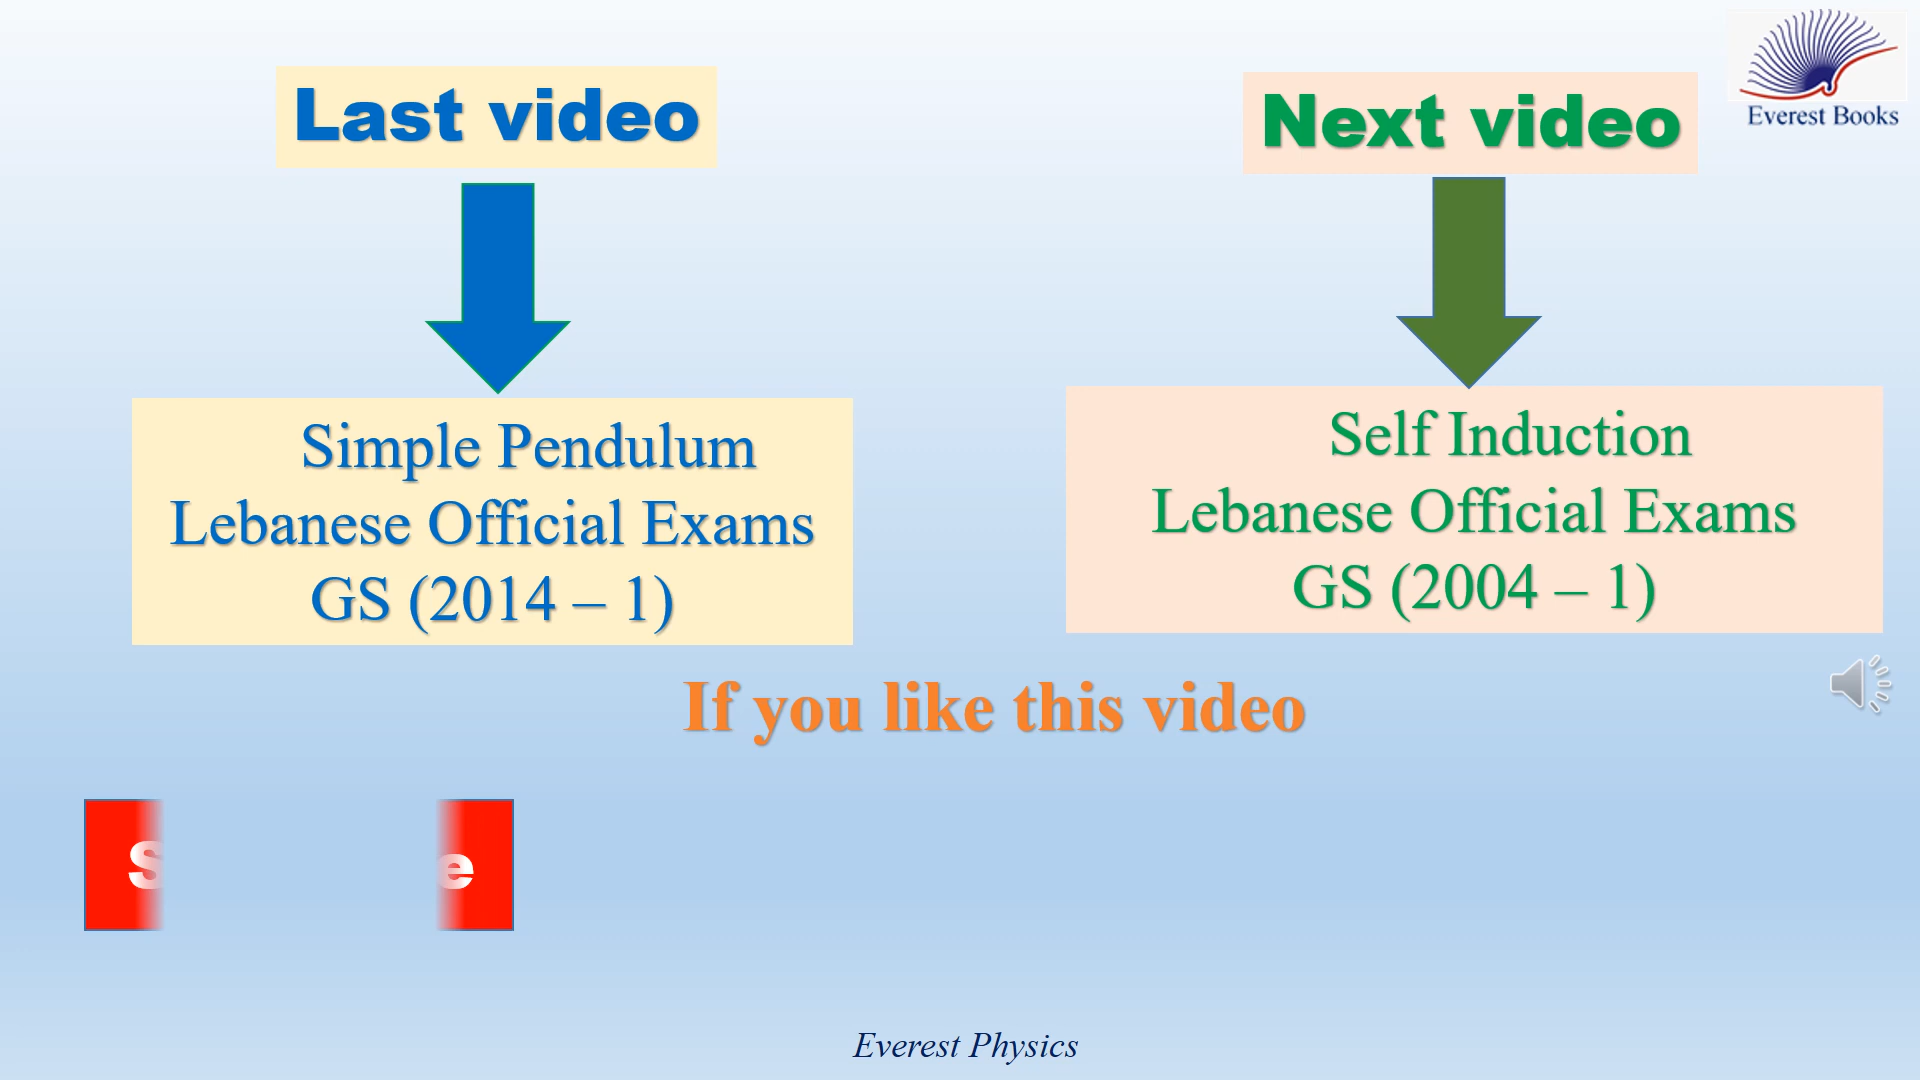 Last video
Next video
Everest Books
Simple Pendulum
Lebanese Official Exams
GS (2014 – 1)
Self Induction
Lebanese Official Exams
GS (2004 – 1)
If you like this video
Everest Physics